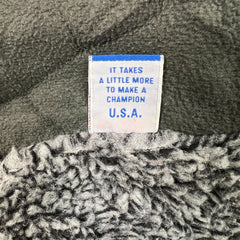 IT TAKES
A LITTLE MORE
TO MAKE A
CHAMPION
U.S.A.